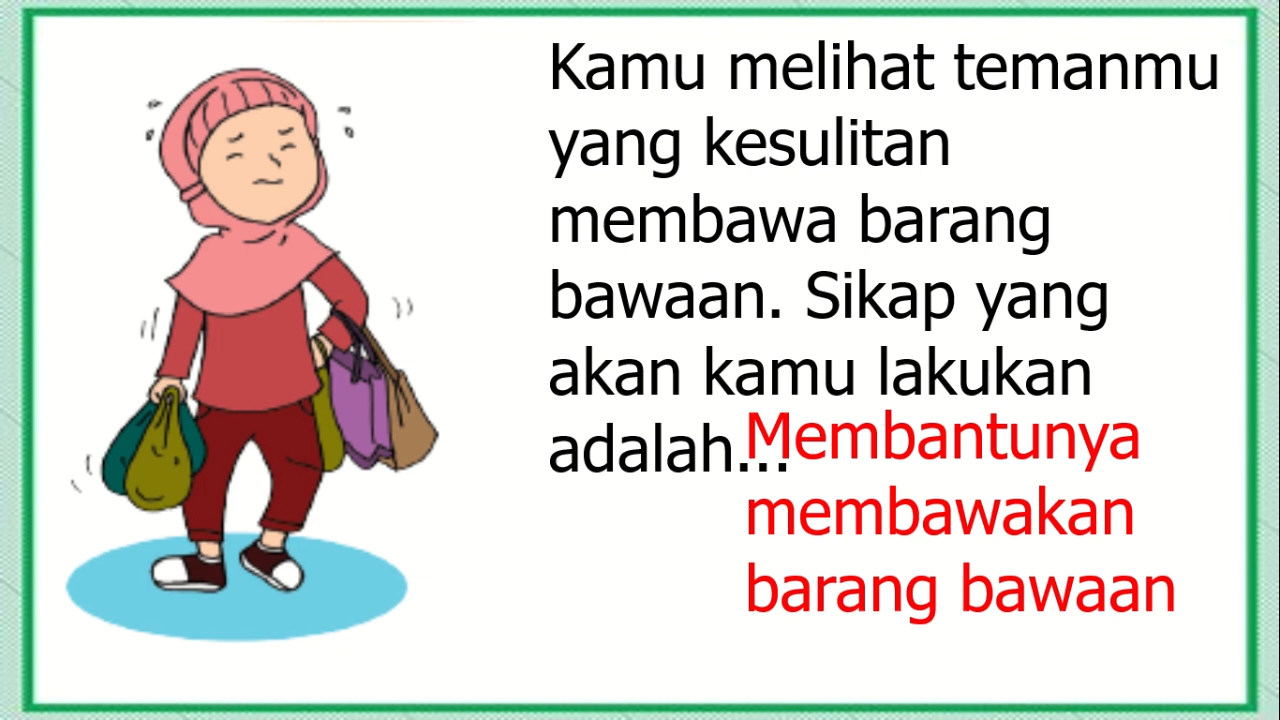 Kamu melihat temanmu
yang kesulitan
membawa barang
bawaan. Sikap yang
akan kamu lakukan
adalah...
Membantunya
membawakan
barang bawaan